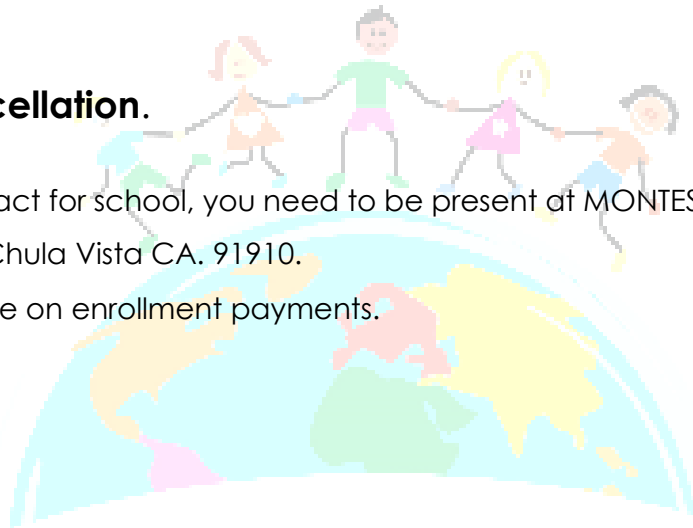 cellation.
act for school, you need to be present at MONTES
Chula Vista CA. 91910.
e on enrollment payments.